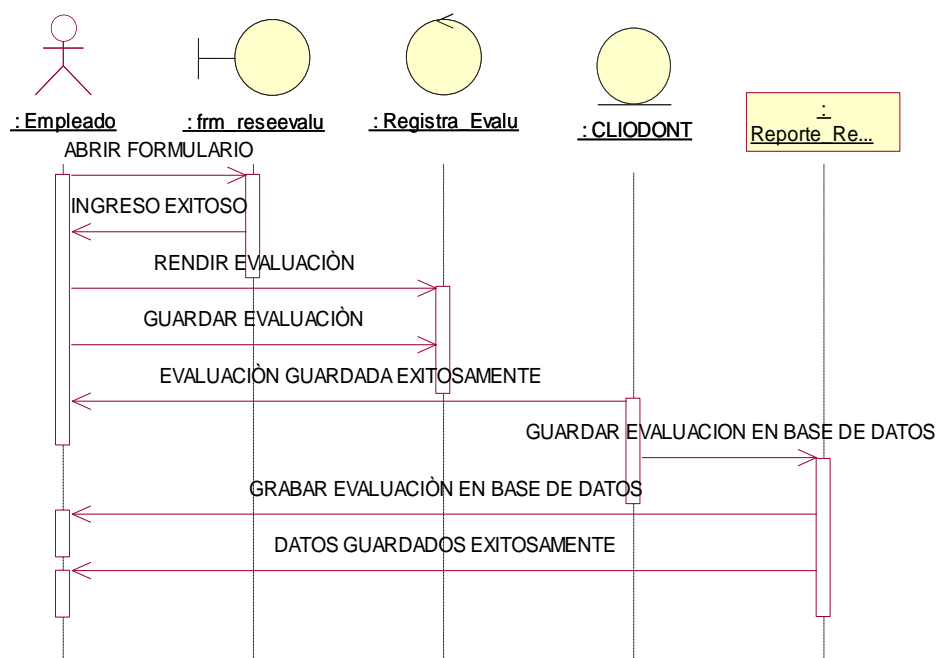 : Empleado
: frm_reseevalu
: Registra_Evalu
: CLIODONT
:
Reporte_Re...
ABRIR FORMULARIO
INGRESO EXITOSO
RENDIR EVALUACIÒN
GUARDAR EVALUACIÒN
EVALUACIÒN GUARDADA EXITOSAMENTE
GUARDAR EVALUACION EN BASE DE DATOS
GRABAR EVALUACIÒN EN BASE DE DATOS
DATOS GUARDADOS EXITOSAMENTE